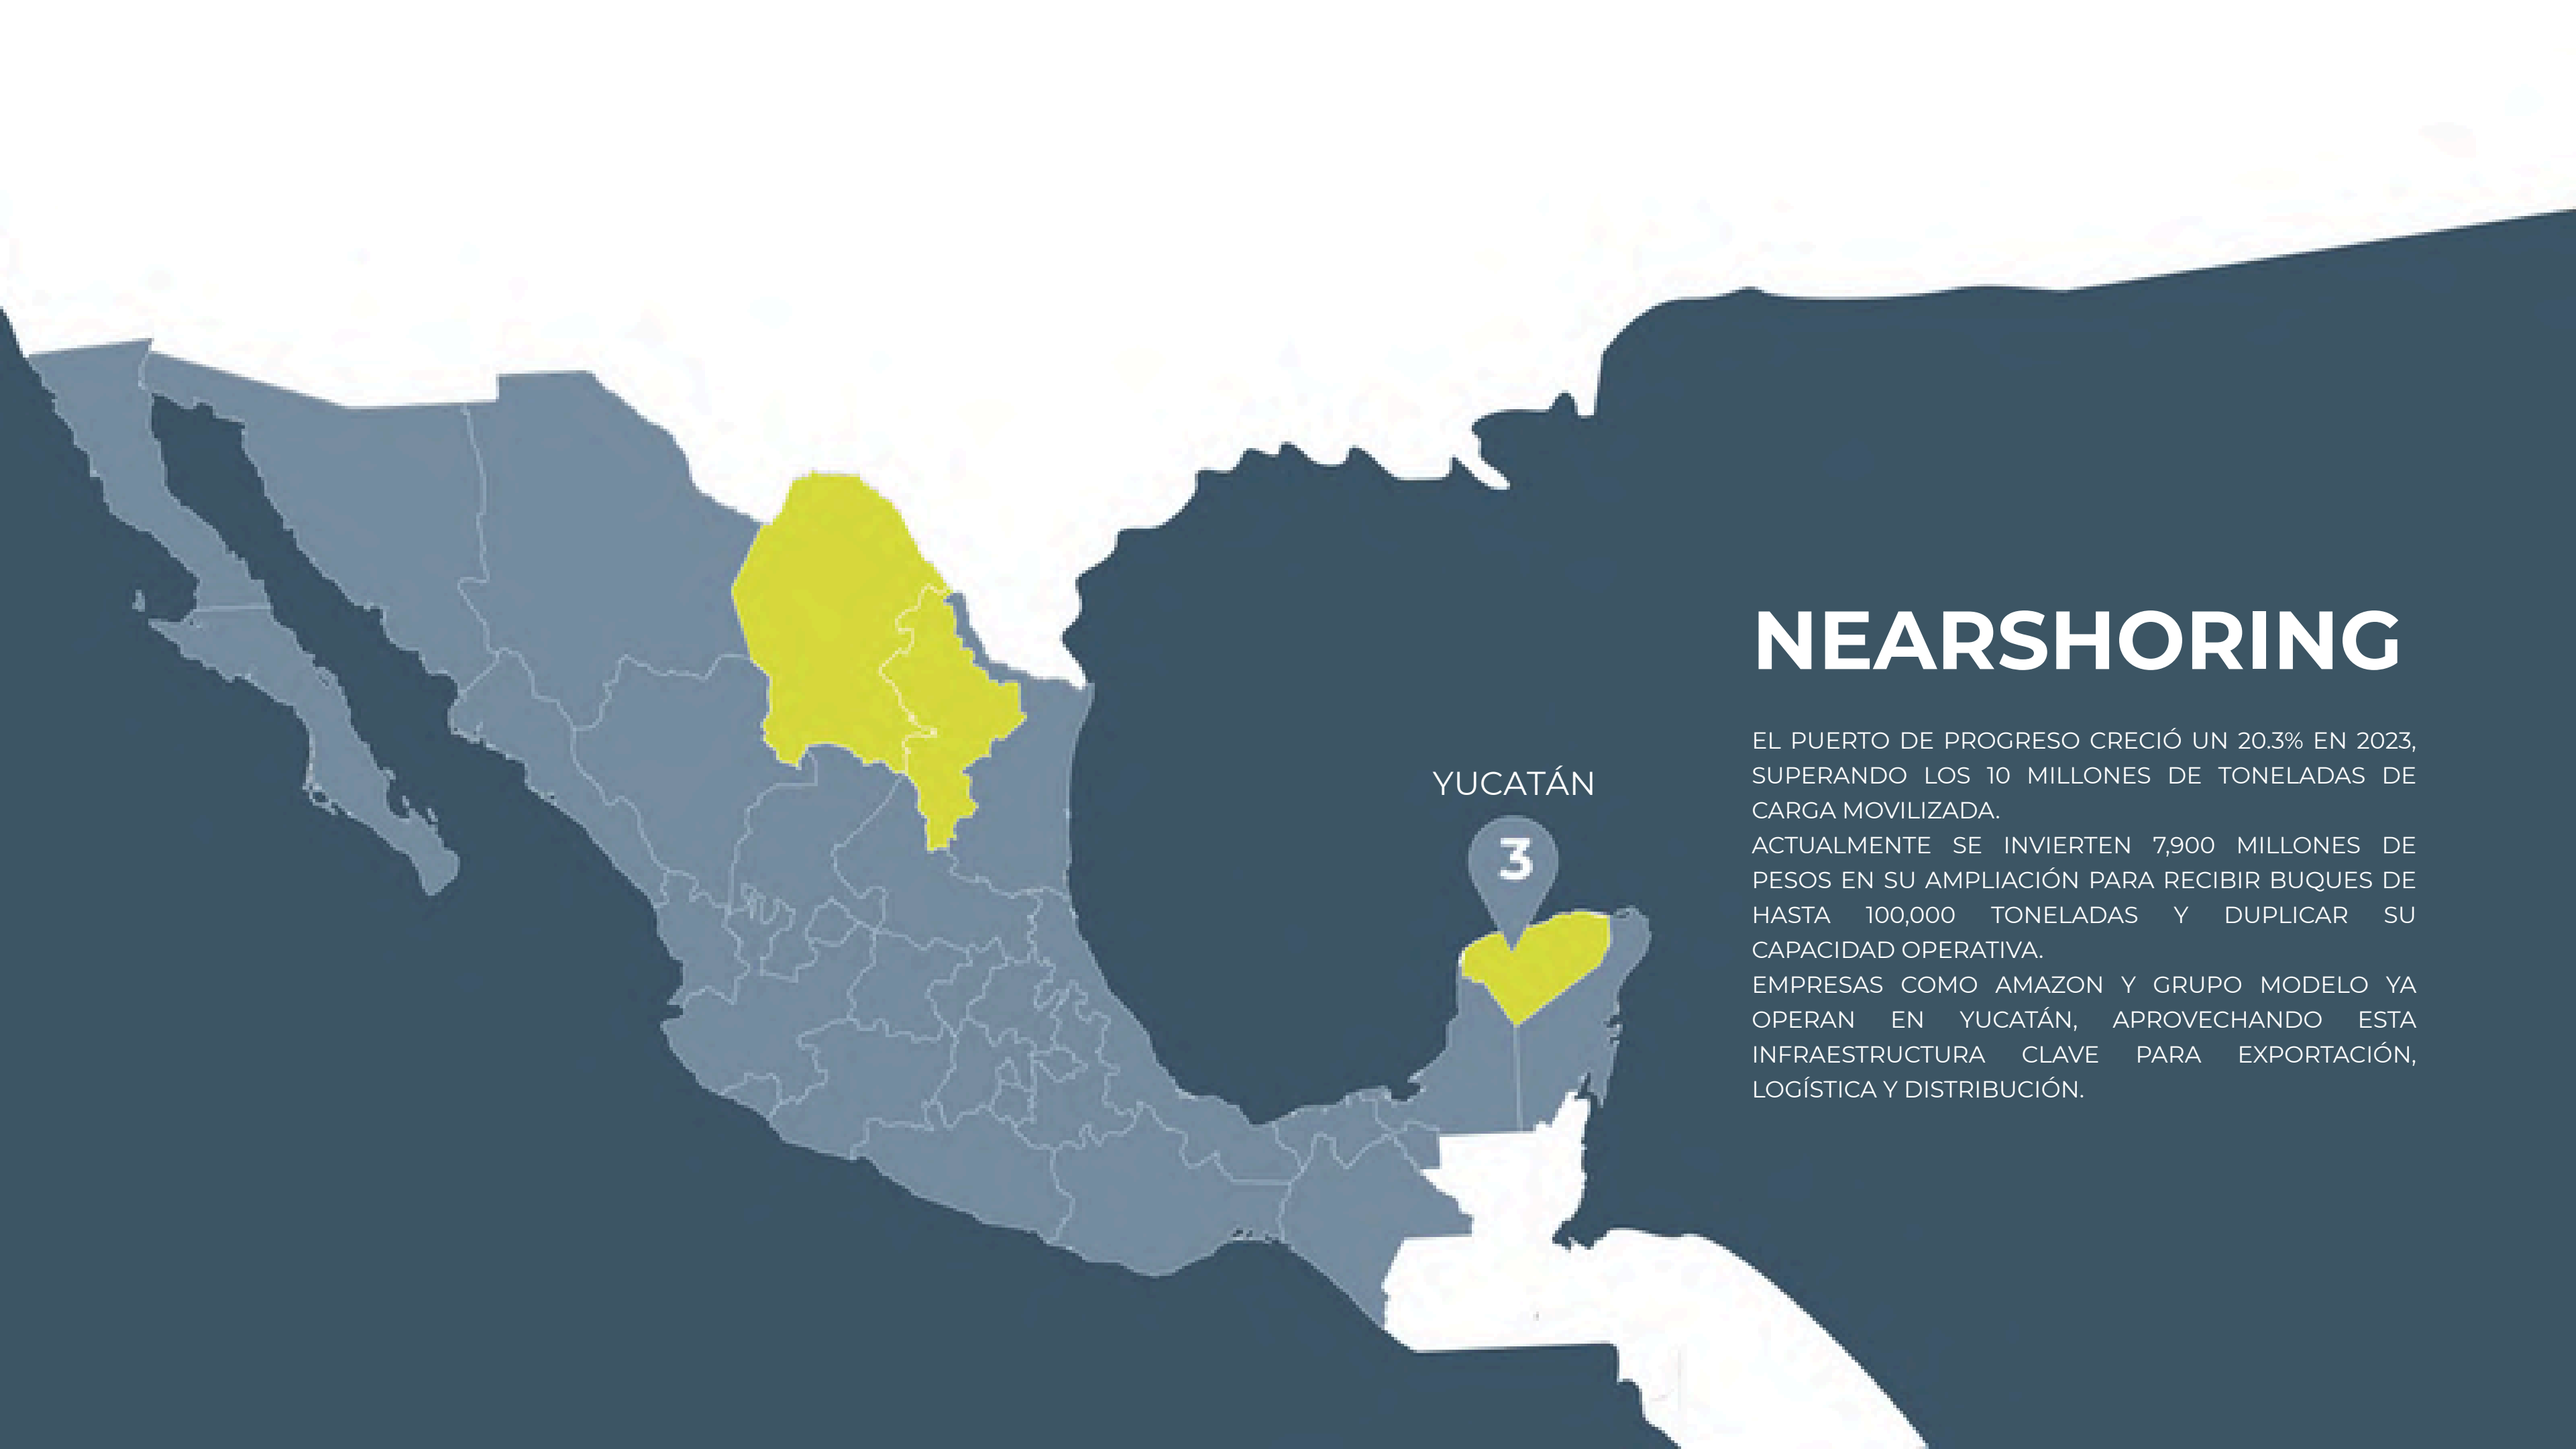 NEARSHORING
EL PUERTO DE PROGRESO CRECIÓ UN 20.3% EN 2023,
SUPERANDO LOS 10 MILLONES DE TONELADAS DE
CARGA MOVILIZADA.
ACTUALMENTE SE INVIERTEN 7,900 MILLONES DE
PESOS EN SU AMPLIACIÓN PARA RECIBIR BUQUES DE
HASTA 100,000 TONELADAS Y DUPLICAR SU
CAPACIDAD OPERATIVA.
EMPRESAS COMO AMAZON Y GRUPO MODELO YA
OPERAN EN YUCATÁN, APROVECHANDO ESTA
INFRAESTRUCTURA CLAVE PARA EXPORTACIÓN,
LOGÍSTICA Y DISTRIBUCIÓN.
YUCATÁN
3